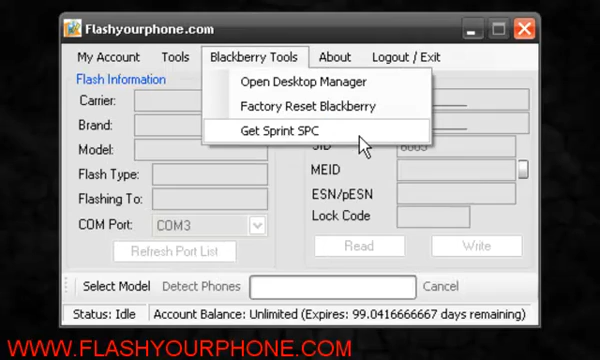 Flashyourphone.com
My Account Tools Blackberry Tools About Logout / Exit
Flash Information
Open Desktop Manager
Carrier:
Factory Reset Blackberry
Brand:
Get Sprint SPC
Model:
Flash Type:
MEID
Flashing To:
ESN/pESN
COM Port: COM3
Lock Code
Refresh Port List
Read Write
Select Model Detect Phones Cancel
Status: Idle Account Balance: Unlimited (Expires: 99.0416666667 days remaining)
WWW.FLASHYOURPHONE.COM